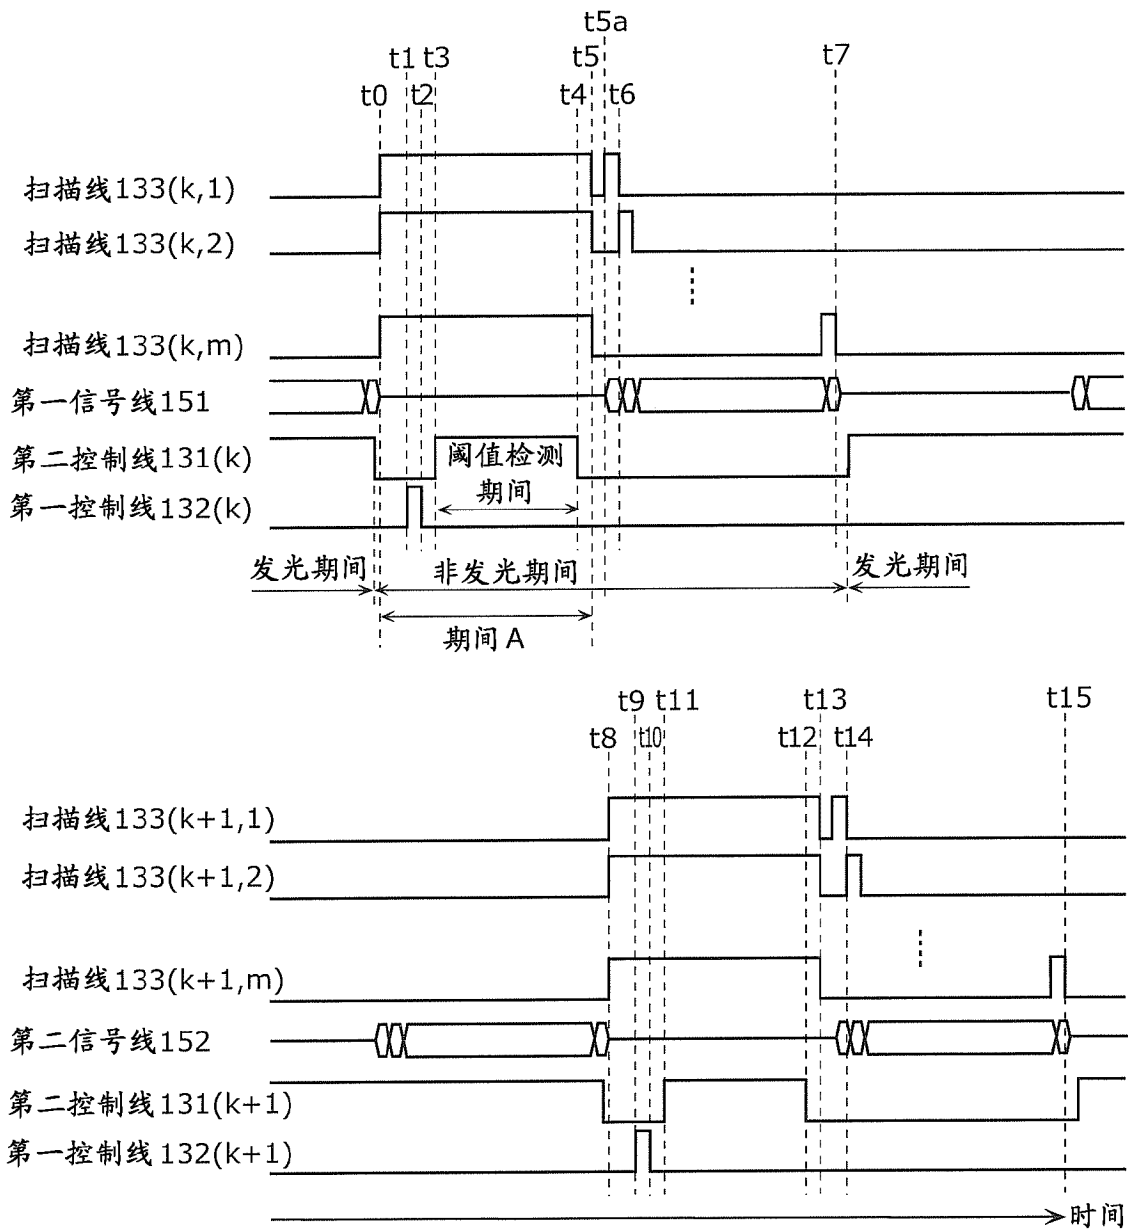 t5a
t1 t3 t5 t7
t0 t2 t4 t6
扫描线133(k,1)
扫描线133(k,2)
扫描线133(k,m)
第一信号线151
第二控制线131(k)
阈值检测
期间
第一控制线132(k)
发光期间 非发光期间 发光期间
期间A
t9 t11 t13 t15
t8 t10 t12 t14
扫描线133(k+1,1)
扫描线133(k+1,2)
扫描线133(k+1,m)
第二信号线152
第二控制线131(k+1)
第一控制线132(k+1)
时间